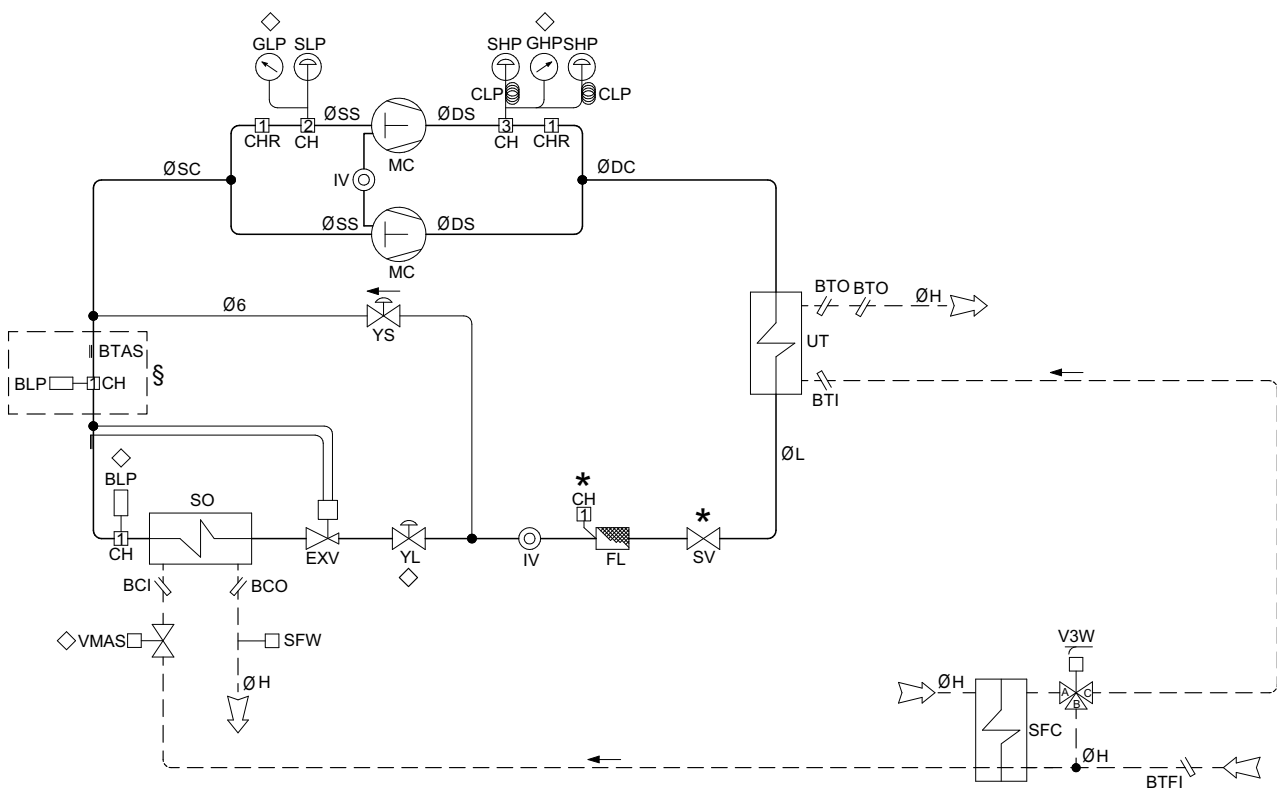 GLP SLP SHP GHP SHP
CLP CLP
ØSS ØDS
1 2 3 1
CHR CH MC CH CHR
ØSC IV ØDC
ØSS ØDS
MC
Ø6 BTO BTO ØH
YS UT
BTAS
BLP 1 CH §
BTI
ØL
BLP SO * CH 1 *
1 CH EXV YL IV FL SV
BCI BCO
VMAS SFW V3W
ØH ØH A C B
SFC
ØH
BTFI